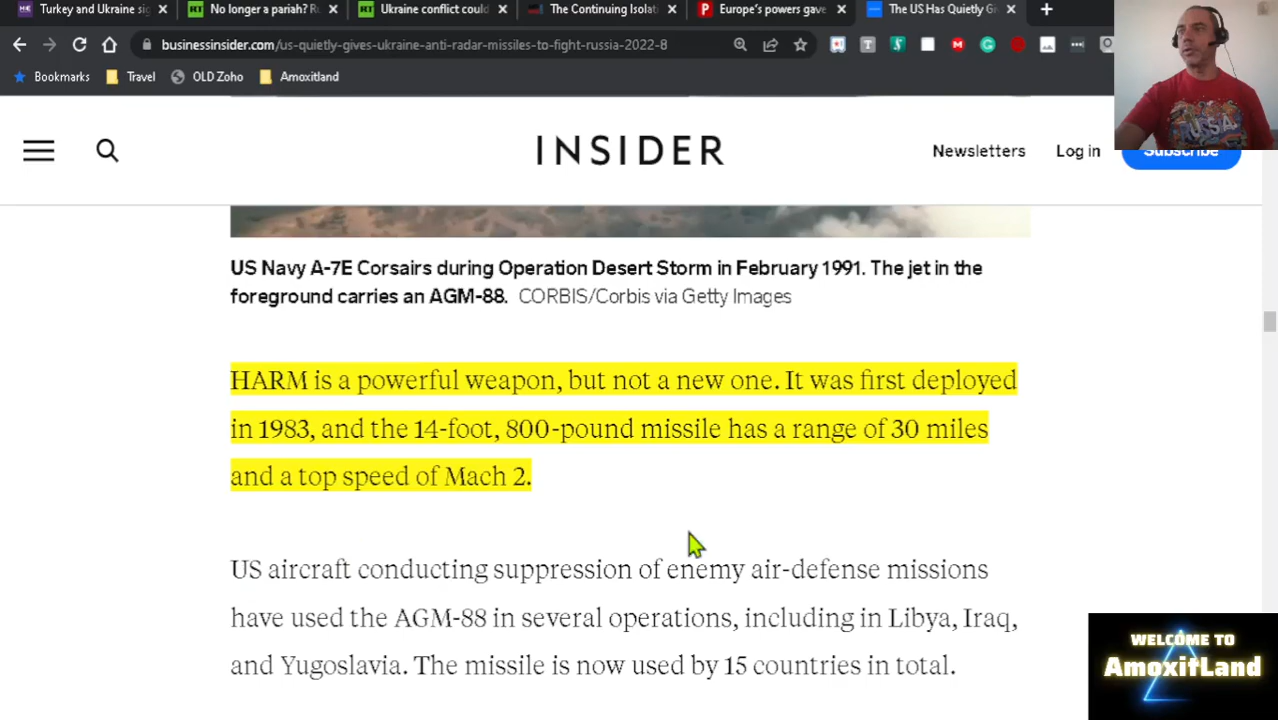 Turkey and Ukraine si
No longer a pariah? R
Ukraine conflict could
The Continuing Isolat
Europe's powers gave
The US Has Quietly Gi
businessinsider.com/us-quietly-gives-ukraine-anti-radar-missiles-to-fight-russia-2022-8
Bookmarks
Travel
OLD Zoho
Amoxitland
INSIDER
Newsletters
Log in
Subscribe
US Navy A-7E Corsairs during Operation Desert Storm in February 1991. The jet in the
foreground carries an AGM-88. CORBIS/Corbis via Getty Images
HARM is a powerful weapon, but not a new one. It was first deployed
in 1983, and the 14-foot, 800-pound missile has a range of 30 miles
and a top speed of Mach 2.
US aircraft conducting suppression of enemy air-defense missions
have used the AGM-88 in several operations, including in Libya, Iraq,
and Yugoslavia. The missile is now used by 15 countries in total.
WELCOME TO
AmoxitLand